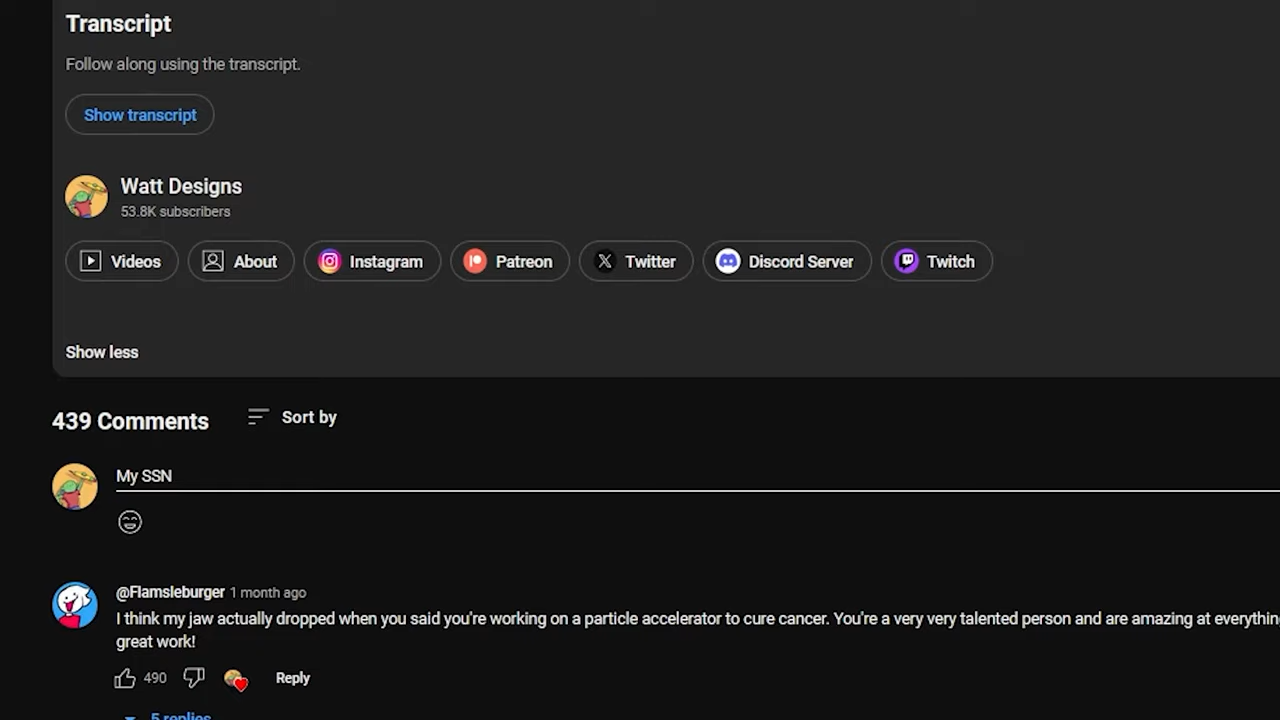 Transcript
Follow along using the transcript.
Show transcript
Watt Designs
53.8K subscribers
Videos About Instagram Patreon Twitter Discord Server Twitch
Show less
439 Comments Sort by
My SSN
@Flamsleburger 1 month ago
I think my jaw actually dropped when you said you're working on a particle accelerator to cure cancer. You're a very very talented person and are amazing at everythin
great work!
490 Reply
5 replies